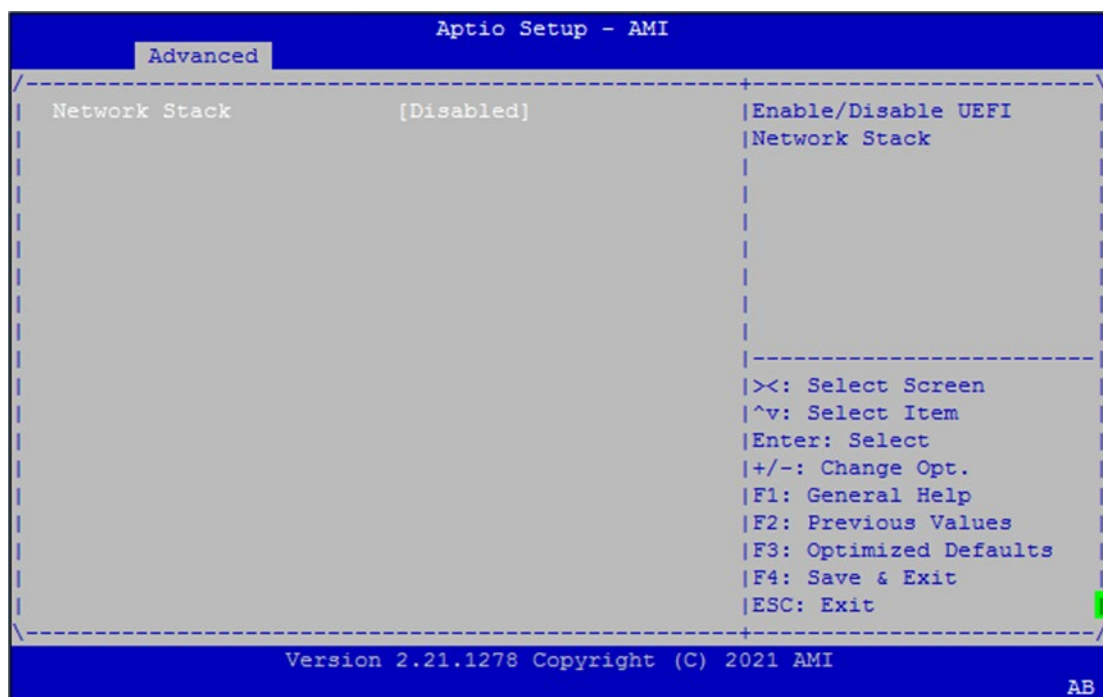 Aptio Setup - AMI
Advanced
Network Stack [Disabled]
Enable/Disable UEFI
Network Stack
><: Select Screen
^v: Select Item
Enter: Select
+/-: Change Opt.
F1: General Help
F2: Previous Values
F3: Optimized Defaults
F4: Save & Exit
ESC: Exit
Version 2.21.1278 Copyright (C) 2021 AMI
AB